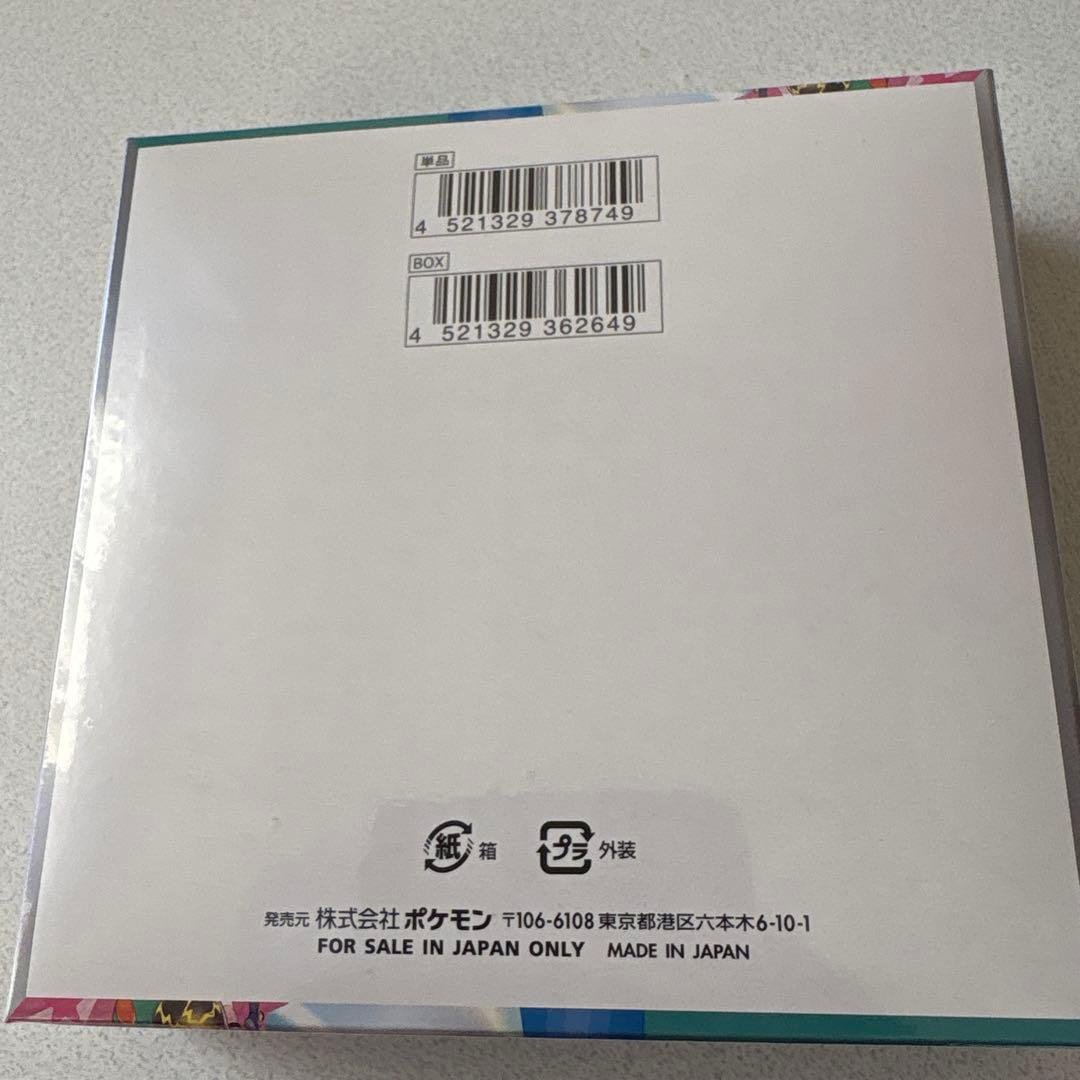 単品
4 521329 378749
BOX
4 521329 362649
紙 箱 プラ 外装
発売元 株式会社 ポケモン 〒106-6108 東京都港区六本木6-10-1
FOR SALE IN JAPAN ONLY MADE IN JAPAN